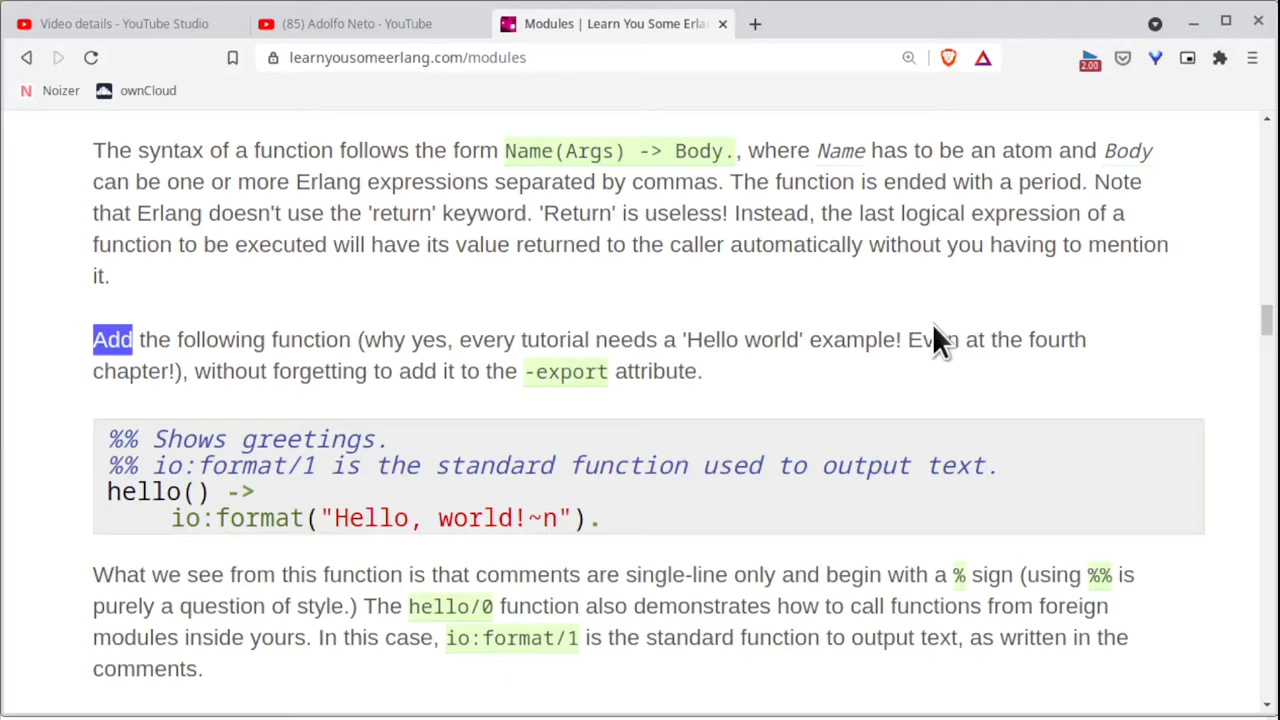 Video details - YouTube Studio
(85) Adolfo Neto - YouTube
Modules | Learn You Some Erla
learnyousomeerlang.com/modules
2.00
N Noizer
ownCloud
The syntax of a function follows the form Name(Args) -> Body., where Name has to be an atom and Body
can be one or more Erlang expressions separated by commas. The function is ended with a period. Note
that Erlang doesn't use the 'return' keyword. 'Return' is useless! Instead, the last logical expression of a
function to be executed will have its value returned to the caller automatically without you having to mention
it.
Add the following function (why yes, every tutorial needs a 'Hello world' example! Even at the fourth
chapter!), without forgetting to add it to the -export attribute.
%% Shows greetings.
%% io:format/1 is the standard function used to output text.
hello() ->
io:format("Hello, world!~n").
What we see from this function is that comments are single-line only and begin with a % sign (using %% is
purely a question of style.) The hello/0 function also demonstrates how to call functions from foreign
modules inside yours. In this case, io:format/1 is the standard function to output text, as written in the
comments.